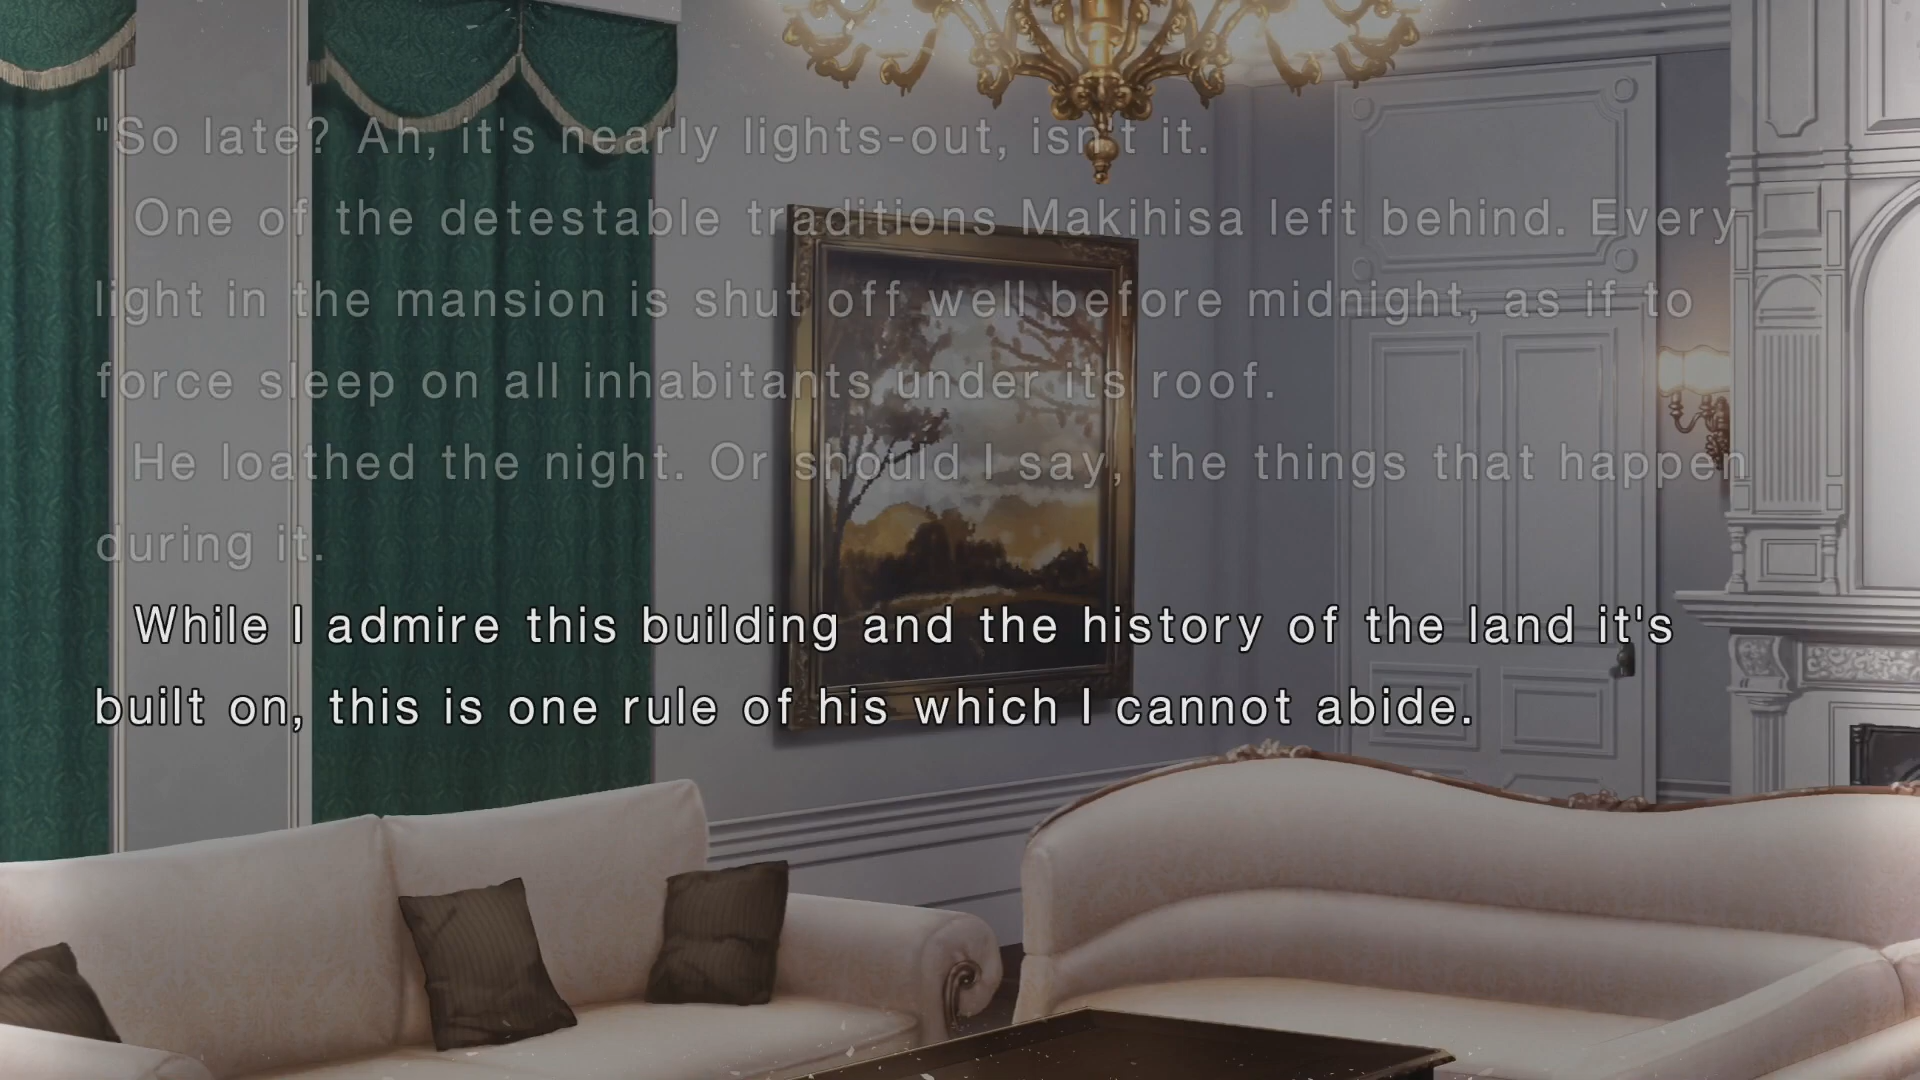 "So late? Ah, it's nearly lights-out, isn't it.
One of the detestable traditions Makihisa left behind. Every
light in the mansion is shut off well before midnight, as if to
force sleep on all inhabitants under its roof.
He loathed the night. Or should I say, the things that happen
during it.
While I admire this building and the history of the land it's
built on, this is one rule of his which I cannot abide.